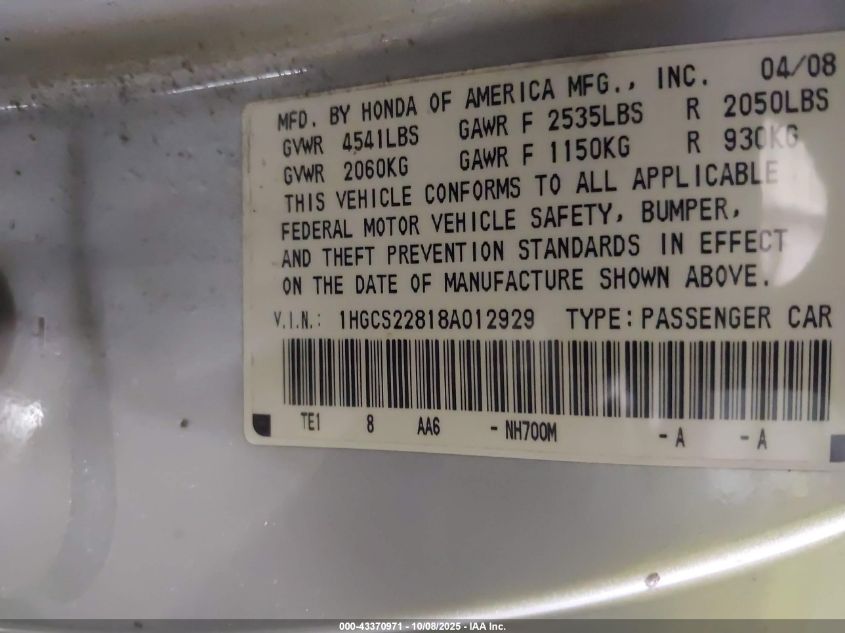 MFD. BY HONDA OF AMERICA MFG., INC. 04/08
GVWR 4541LBS GAWR F 2535LBS R 2050LBS
GVWR 2060KG GAWR F 1150KG R 930KG
THIS VEHICLE CONFORMS TO ALL APPLICABLE
FEDERAL MOTOR VEHICLE SAFETY, BUMPER,
AND THEFT PREVENTION STANDARDS IN EFFECT
ON THE DATE OF MANUFACTURE SHOWN ABOVE.
V.I.N.: 1HGCS22818A012929 TYPE: PASSENGER CAR
TE1 8 AA6 - NH700M - A - A
000-43370971 - 10/08/2025 - IAA Inc.